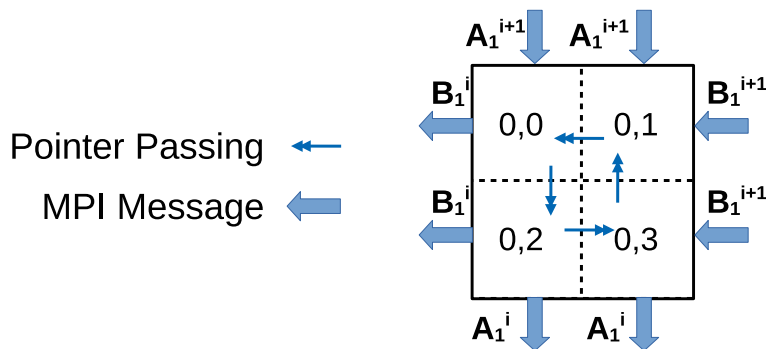 A₁ⁱ⁺¹ A₁ⁱ⁺¹
B₁ⁱ 0,0 0,1 B₁ⁱ⁺¹
Pointer Passing
MPI Message
B₁ⁱ 0,2 0,3 B₁ⁱ⁺¹
A₁ⁱ A₁ⁱ